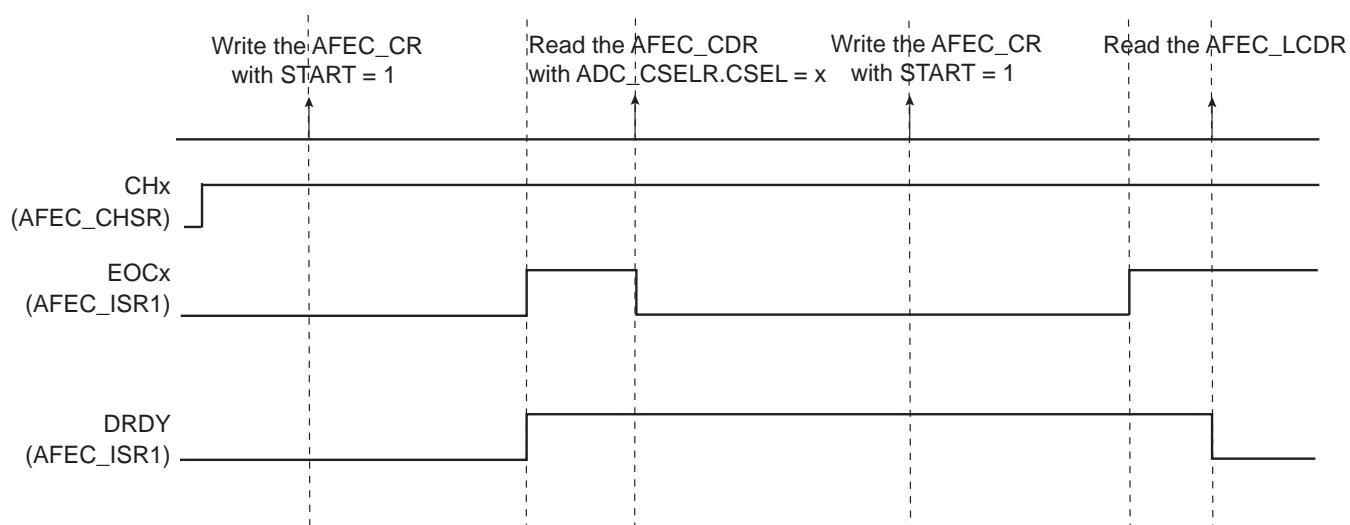 Write the AFEC_CR
with START = 1
Read the AFEC_CDR
with ADC_CSELR.CSEL = x
Write the AFEC_CR
with START = 1
Read the AFEC_LCDR
CHx
(AFEC_CHSR)
EOCx
(AFEC_ISR1)
DRDY
(AFEC_ISR1)